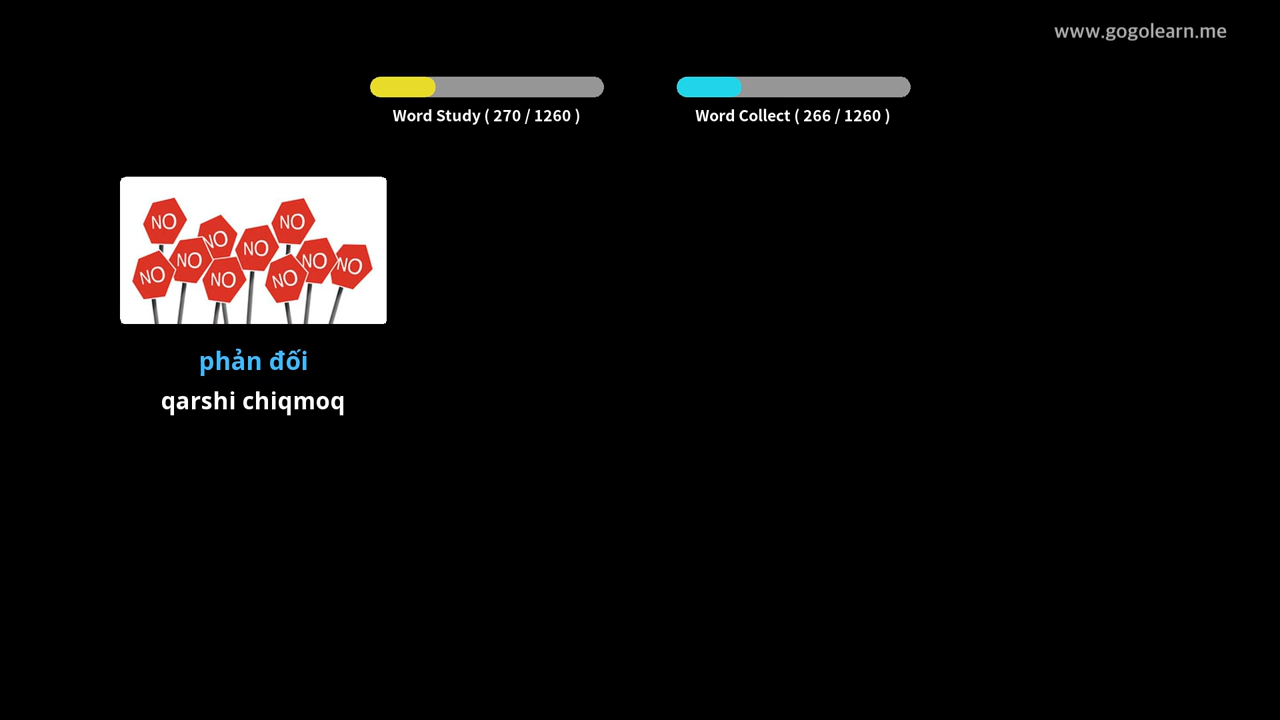 www.gogolearn.me
Word Study ( 270 / 1260 )
Word Collect ( 266 / 1260 )
NO
NO
NO
NO
NO
NO
NO
NO
NO
NO
phản đối
qarshi chiqmoq